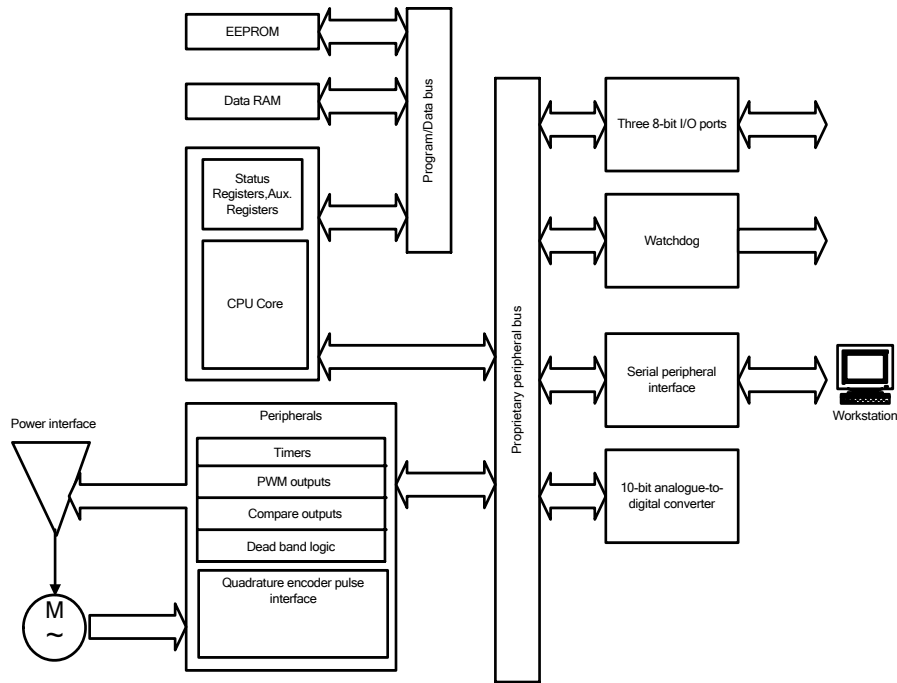 EEPROM
Data RAM
Program/Data bus
Status
Registers,Aux.
Registers
CPU Core
Proprietary peripheral bus
Three 8-bit I/O ports
Watchdog
Serial peripheral
interface
Workstation
10-bit analogue-to-
digital converter
Power interface
Peripherals
Timers
PWM outputs
Compare outputs
Dead band logic
Quadrature encoder pulse
interface
M
~